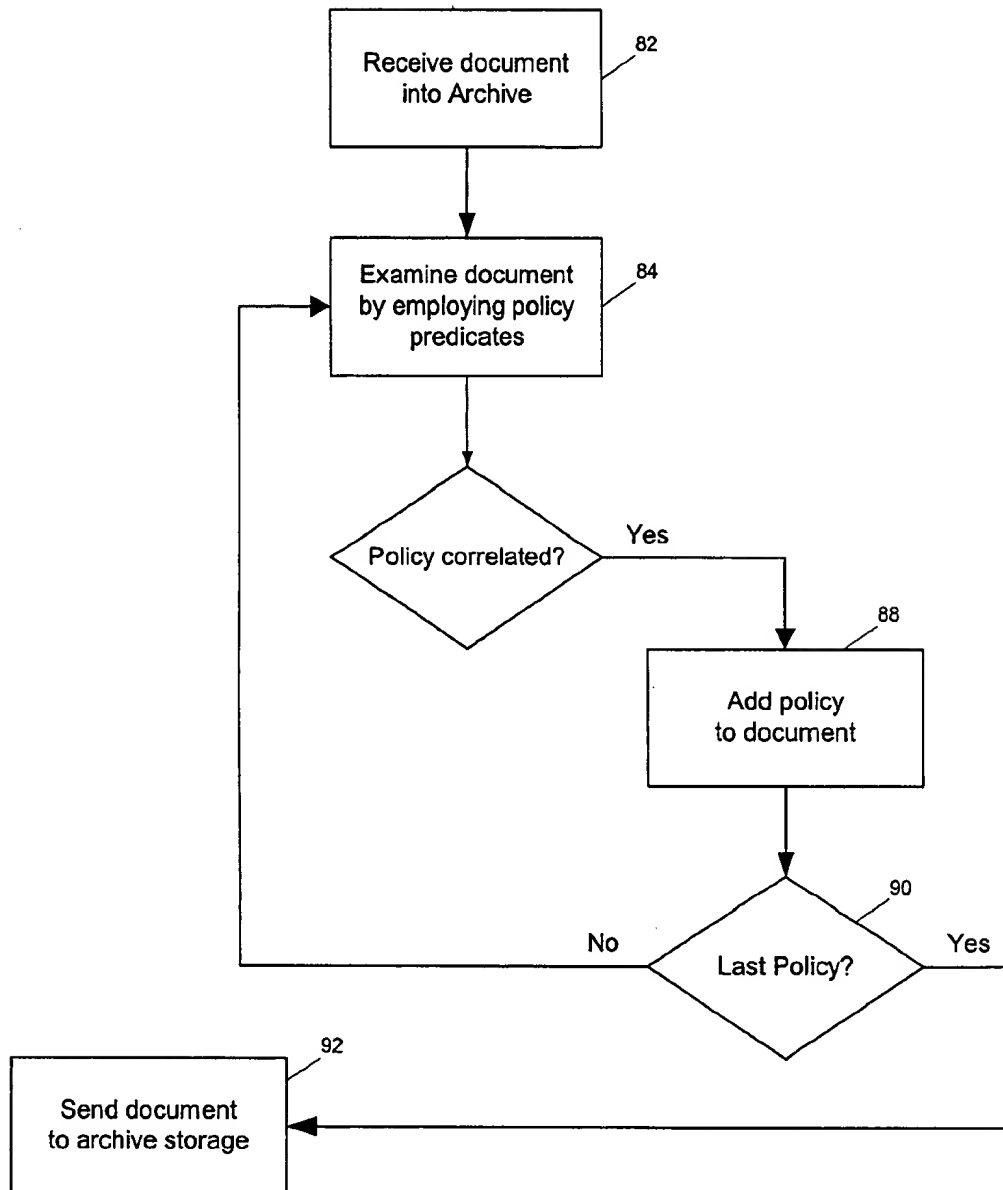 Receive document
into Archive
82
Examine document
by employing policy
predicates
84
Policy correlated?
Yes
88
Add policy
to document
90
No
Last Policy?
Yes
92
Send document
to archive storage